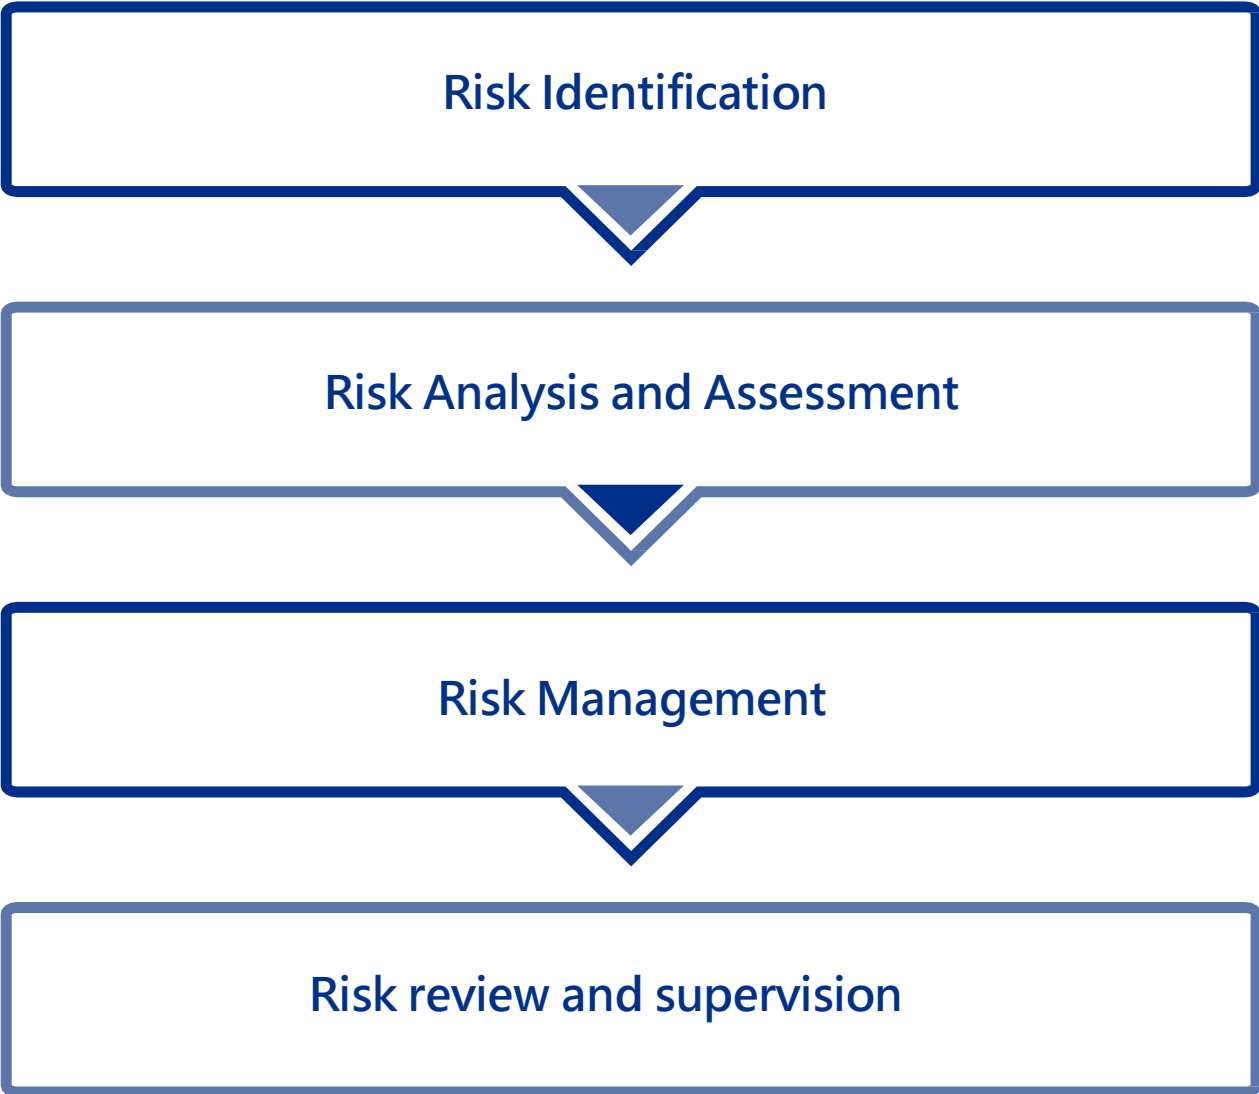 Risk Identification
Risk Analysis and Assessment
Risk Management
Risk review and supervision